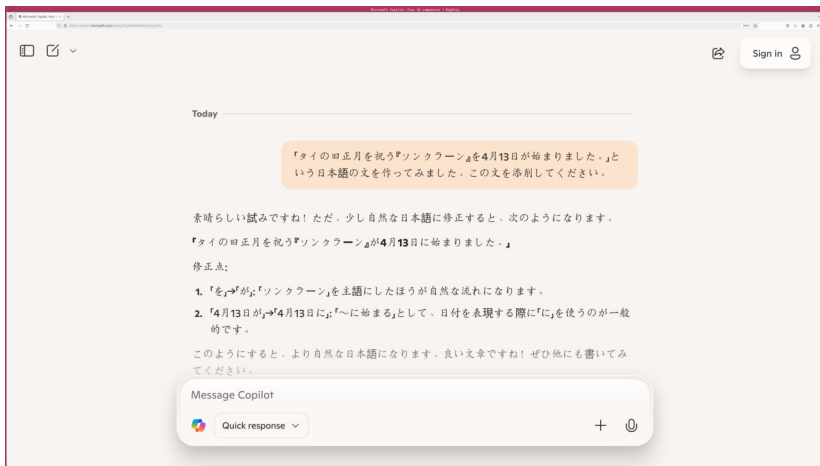 Microsoft Copilot: Your AI companion
Sign in
Today
「タイの旧正月を祝う『ソンクラーン』を4月13日が始まりました。」と
いう日本語の文を作ってみました。この文を添削してください。
素晴らしい試みですね！ただ、少し自然な日本語に修正すると、次のようになります。
「タイの旧正月を祝う『ソンクラーン』が4月13日に始まりました。」
修正点:
1. 「を」→「が」:「ソンクラーン」を主語にしたほうが自然な流れになります。
2. 「4月13日が」→「4月13日に」:「〜に始まる」として、日付を表現する際に「に」を使うのが一般
的です。
このようにすると、より自然な日本語になります。良い文章ですね！ぜひ他にも書いてみ
てください。
Message Copilot
Quick response